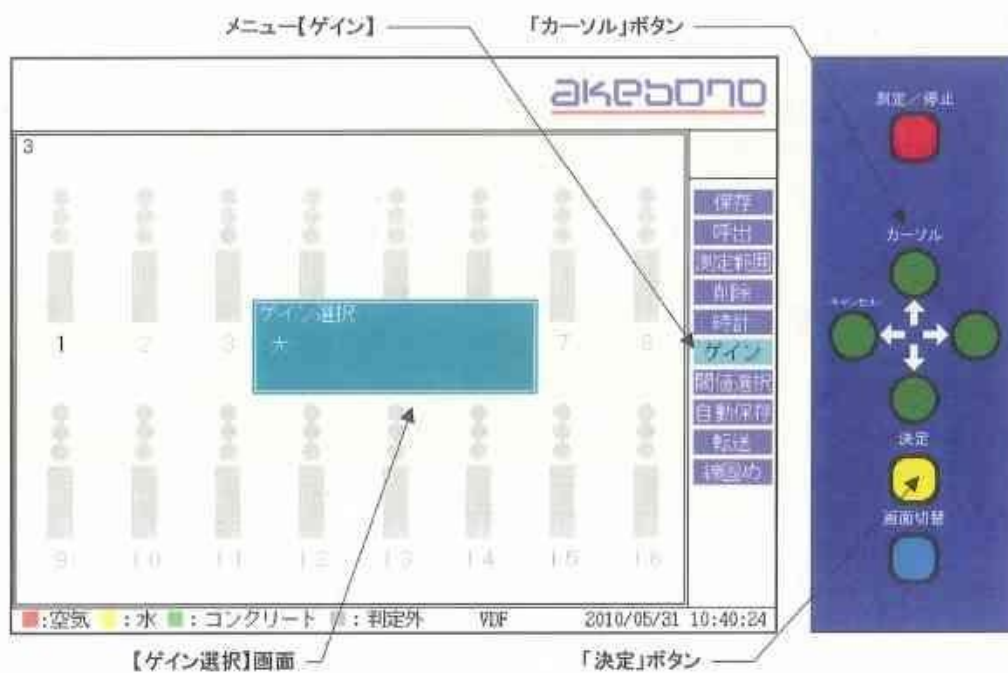 メニュー【ゲイン】
「カーソル」ボタン
akebono
3
保存
呼出
測定範囲
削除
時計
ゲイン
閾値選択
自動保存
転送
締固め
ゲイン選択
*
1 2 3 7 8
9 10 11 12 13 14 15 16
■:空気 ■:水 ■:コンクリート ■:判定外 VDF 2010/05/31 10:40:24
測定／停止
カーソル
キャンセル
決定
画面切替
【ゲイン選択】画面
「決定」ボタン